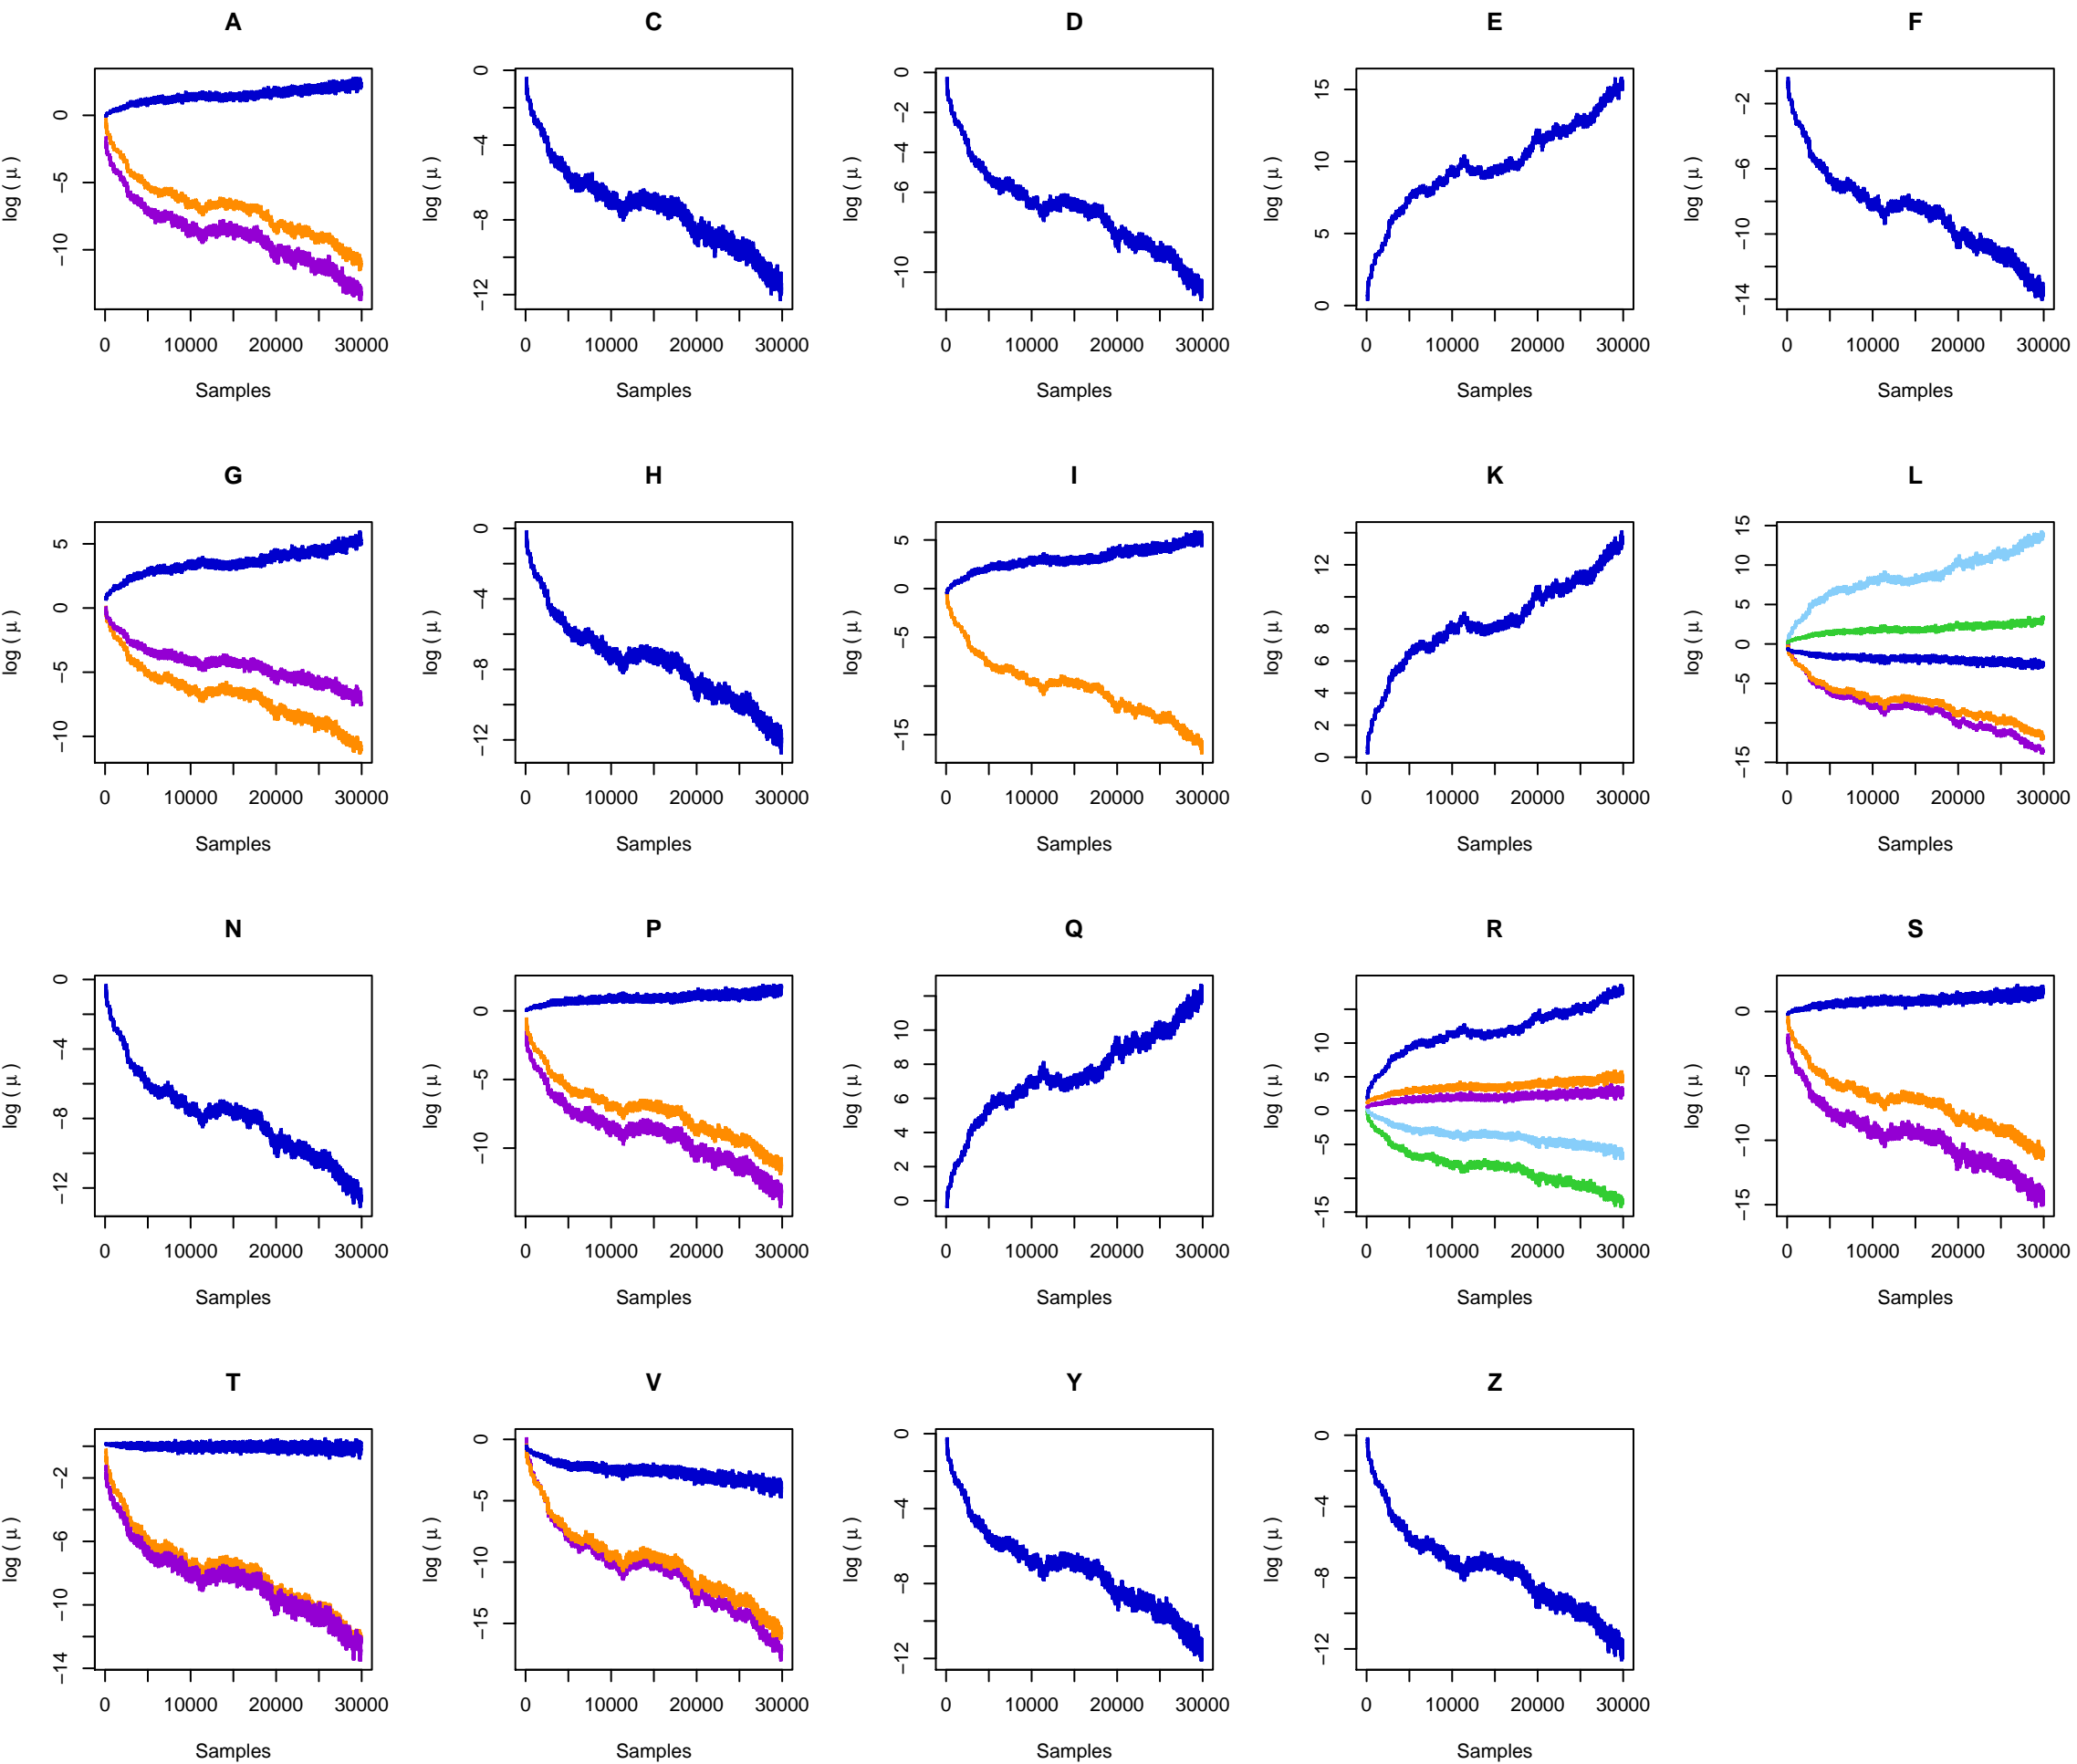 A C D E F
0 0 0 15 −2
−5 −4 −2 10 −6
−10 −8 −4 5 −10
−12 −6 0 −14
−10
log ( μ ) log ( μ ) log ( μ ) log ( μ ) log ( μ )
0 10000 20000 30000 0 10000 20000 30000 0 10000 20000 30000 0 10000 20000 30000 0 10000 20000 30000
Samples Samples Samples Samples Samples
G H I K L
5 0 5 12 15
0 −4 0 8 10
−5 −8 −5 6 5
−10 −12 −15 4 0
2 −5
0 −15
log ( μ ) log ( μ ) log ( μ ) log ( μ ) log ( μ )
0 10000 20000 30000 0 10000 20000 30000 0 10000 20000 30000 0 10000 20000 30000 0 10000 20000 30000
Samples Samples Samples Samples Samples
N P Q R S
0 0 10 10 0
−4 −5 8 5 −5
−8 −10 6 0 −10
−12 4 −5 −15
2 −15
0
log ( μ ) log ( μ ) log ( μ ) log ( μ ) log ( μ )
0 10000 20000 30000 0 10000 20000 30000 0 10000 20000 30000 0 10000 20000 30000 0 10000 20000 30000
Samples Samples Samples Samples Samples
T V Y Z
−2 0 0 0
−6 −5 −4 −4
−10 −10 −8 −8
−14 −15 −12 −12
log ( μ ) log ( μ ) log ( μ ) log ( μ )
0 10000 20000 30000 0 10000 20000 30000 0 10000 20000 30000 0 10000 20000 30000
Samples Samples Samples Samples